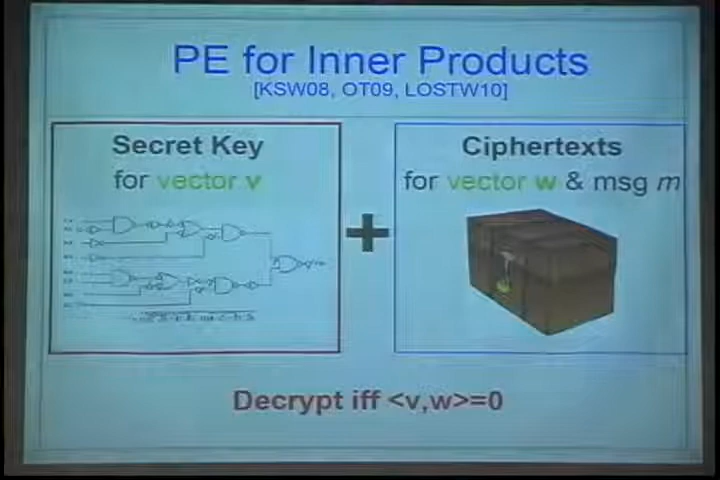 PE for Inner Products
[KSW08, OT09, LOSTW10]
Secret Key
for vector v
+
Ciphertexts
for vector w & msg m
Decrypt iff <v,w>=0